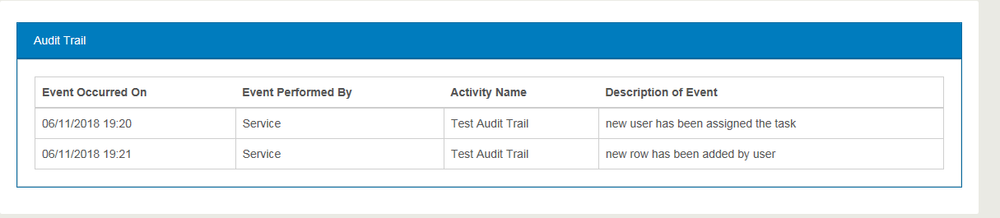 Audit Trail
Event Occurred On Event Performed By Activity Name Description of Event
06/11/2018 19:20 Service Test Audit Trail new user has been assigned the task
06/11/2018 19:21 Service Test Audit Trail new row has been added by user